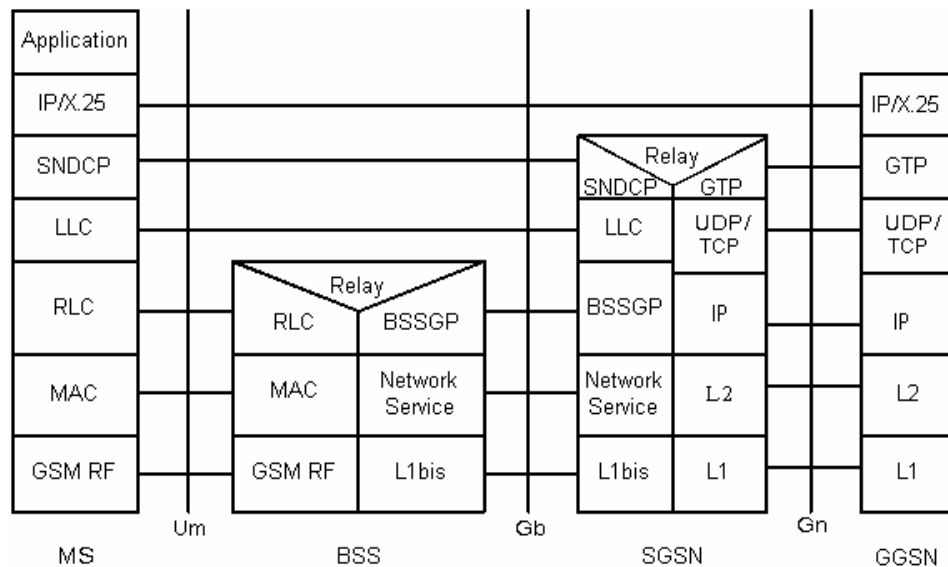 Application
IP/X.25
IP/X.25
SNDCP
Relay
SNDCP
GTP
GTP
LLC
LLC
UDP/
TCP
UDP/
TCP
RLC
Relay
RLC
BSSGP
BSSGP
IP
IP
MAC
MAC
Network
Service
Network
Service
L2
L2
GSM RF
GSM RF
L1bis
L1bis
L1
L1
Um
Gb
Gn
MS
BSS
SGSN
GGSN